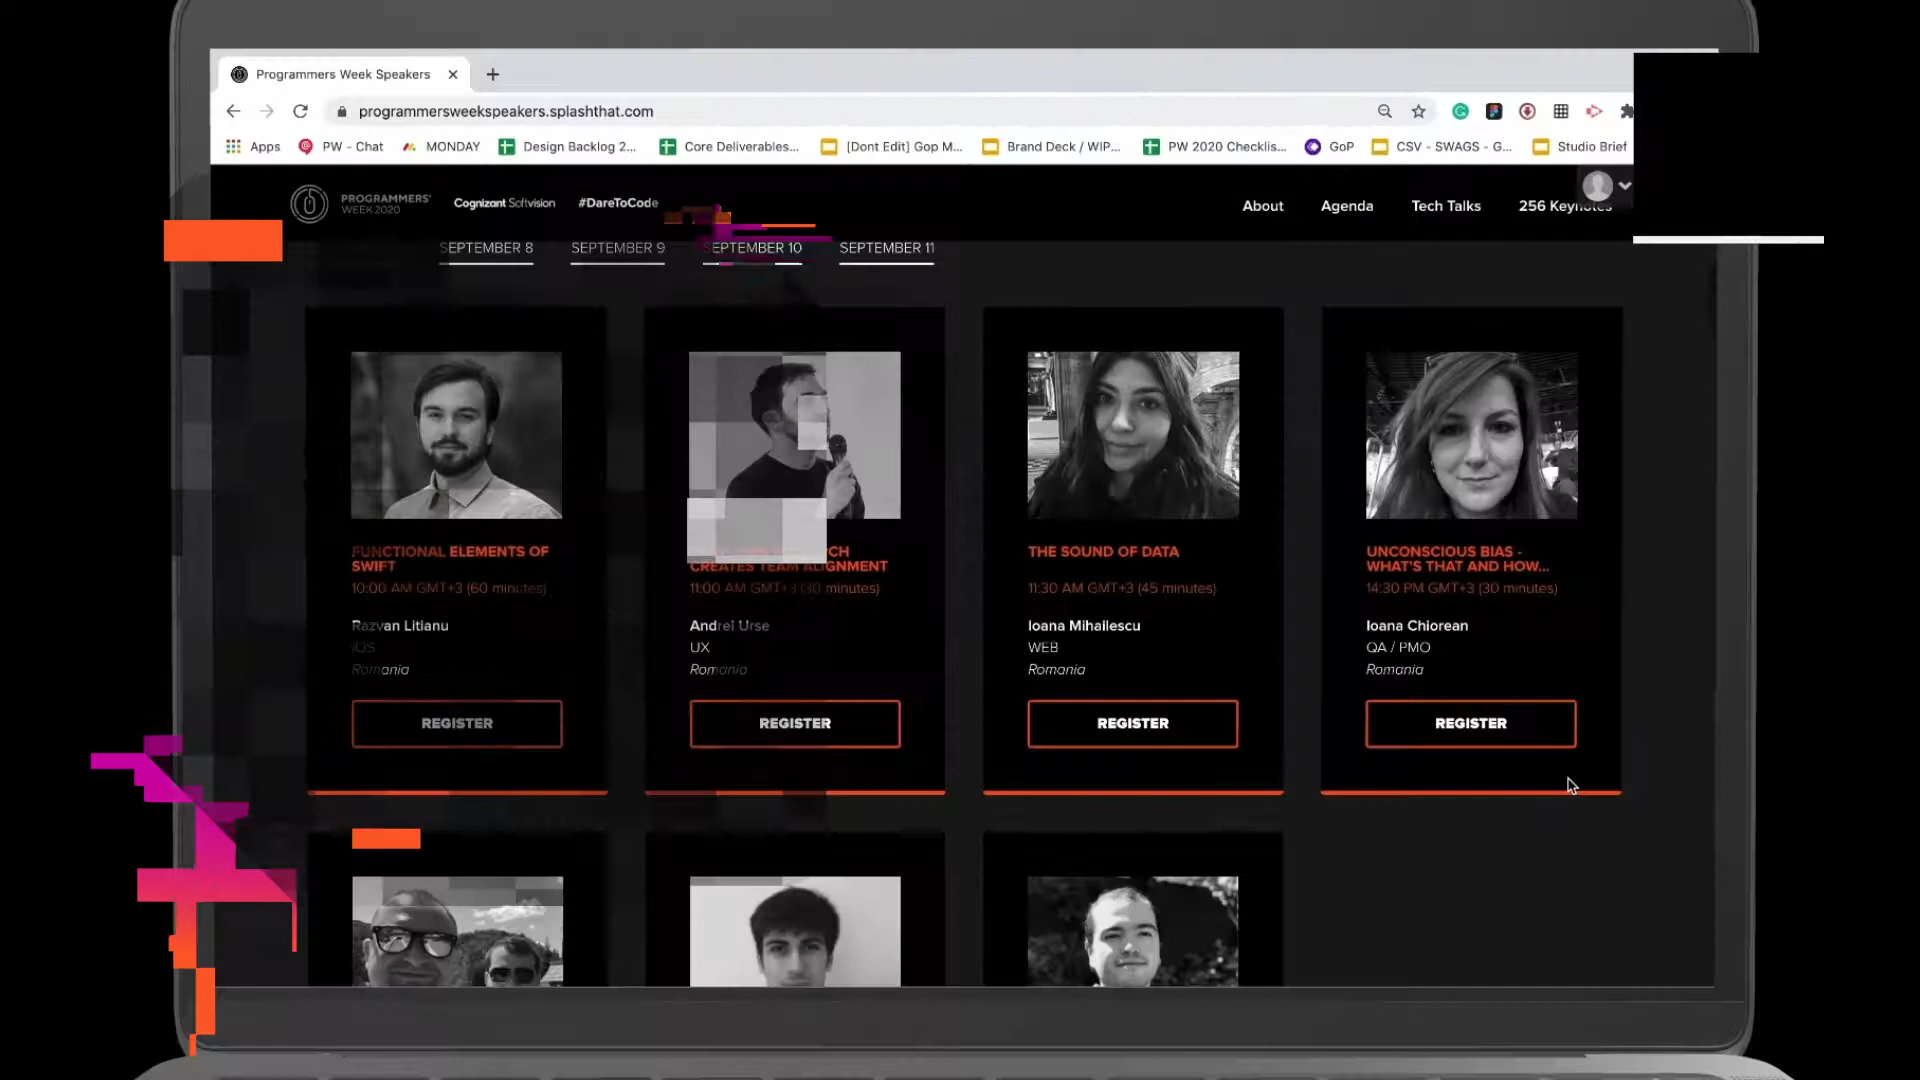 Programmers Week Speakers
programmersweekspeakers.splashthat.com
Apps PW - Chat MONDAY Design Backlog 2... Core Deliverables... [Dont Edit] Gop M... Brand Deck / WIP... PW 2020 Checklis... GoP CSV - SWAGS - G... Studio Brief
PROGRAMMERS'
WEEK 2020
Cognizant Softvision #DareToCode
About Agenda Tech Talks 256 Keynotes
SEPTEMBER 8 SEPTEMBER 9 SEPTEMBER 10 SEPTEMBER 11
FUNCTIONAL ELEMENTS OF
SWIFT
10:00 AM GMT+3 (60 minutes)
Razvan Litianu
iOS
Romania
REGISTER
CREATES TEAM ALIGNMENT
11:00 AM GMT+3 (30 minutes)
Andrei Urse
UX
Romania
REGISTER
THE SOUND OF DATA
11:30 AM GMT+3 (45 minutes)
Ioana Mihailescu
WEB
Romania
REGISTER
UNCONSCIOUS BIAS -
WHAT'S THAT AND HOW...
14:30 PM GMT+3 (30 minutes)
Ioana Chiorean
QA / PMO
Romania
REGISTER